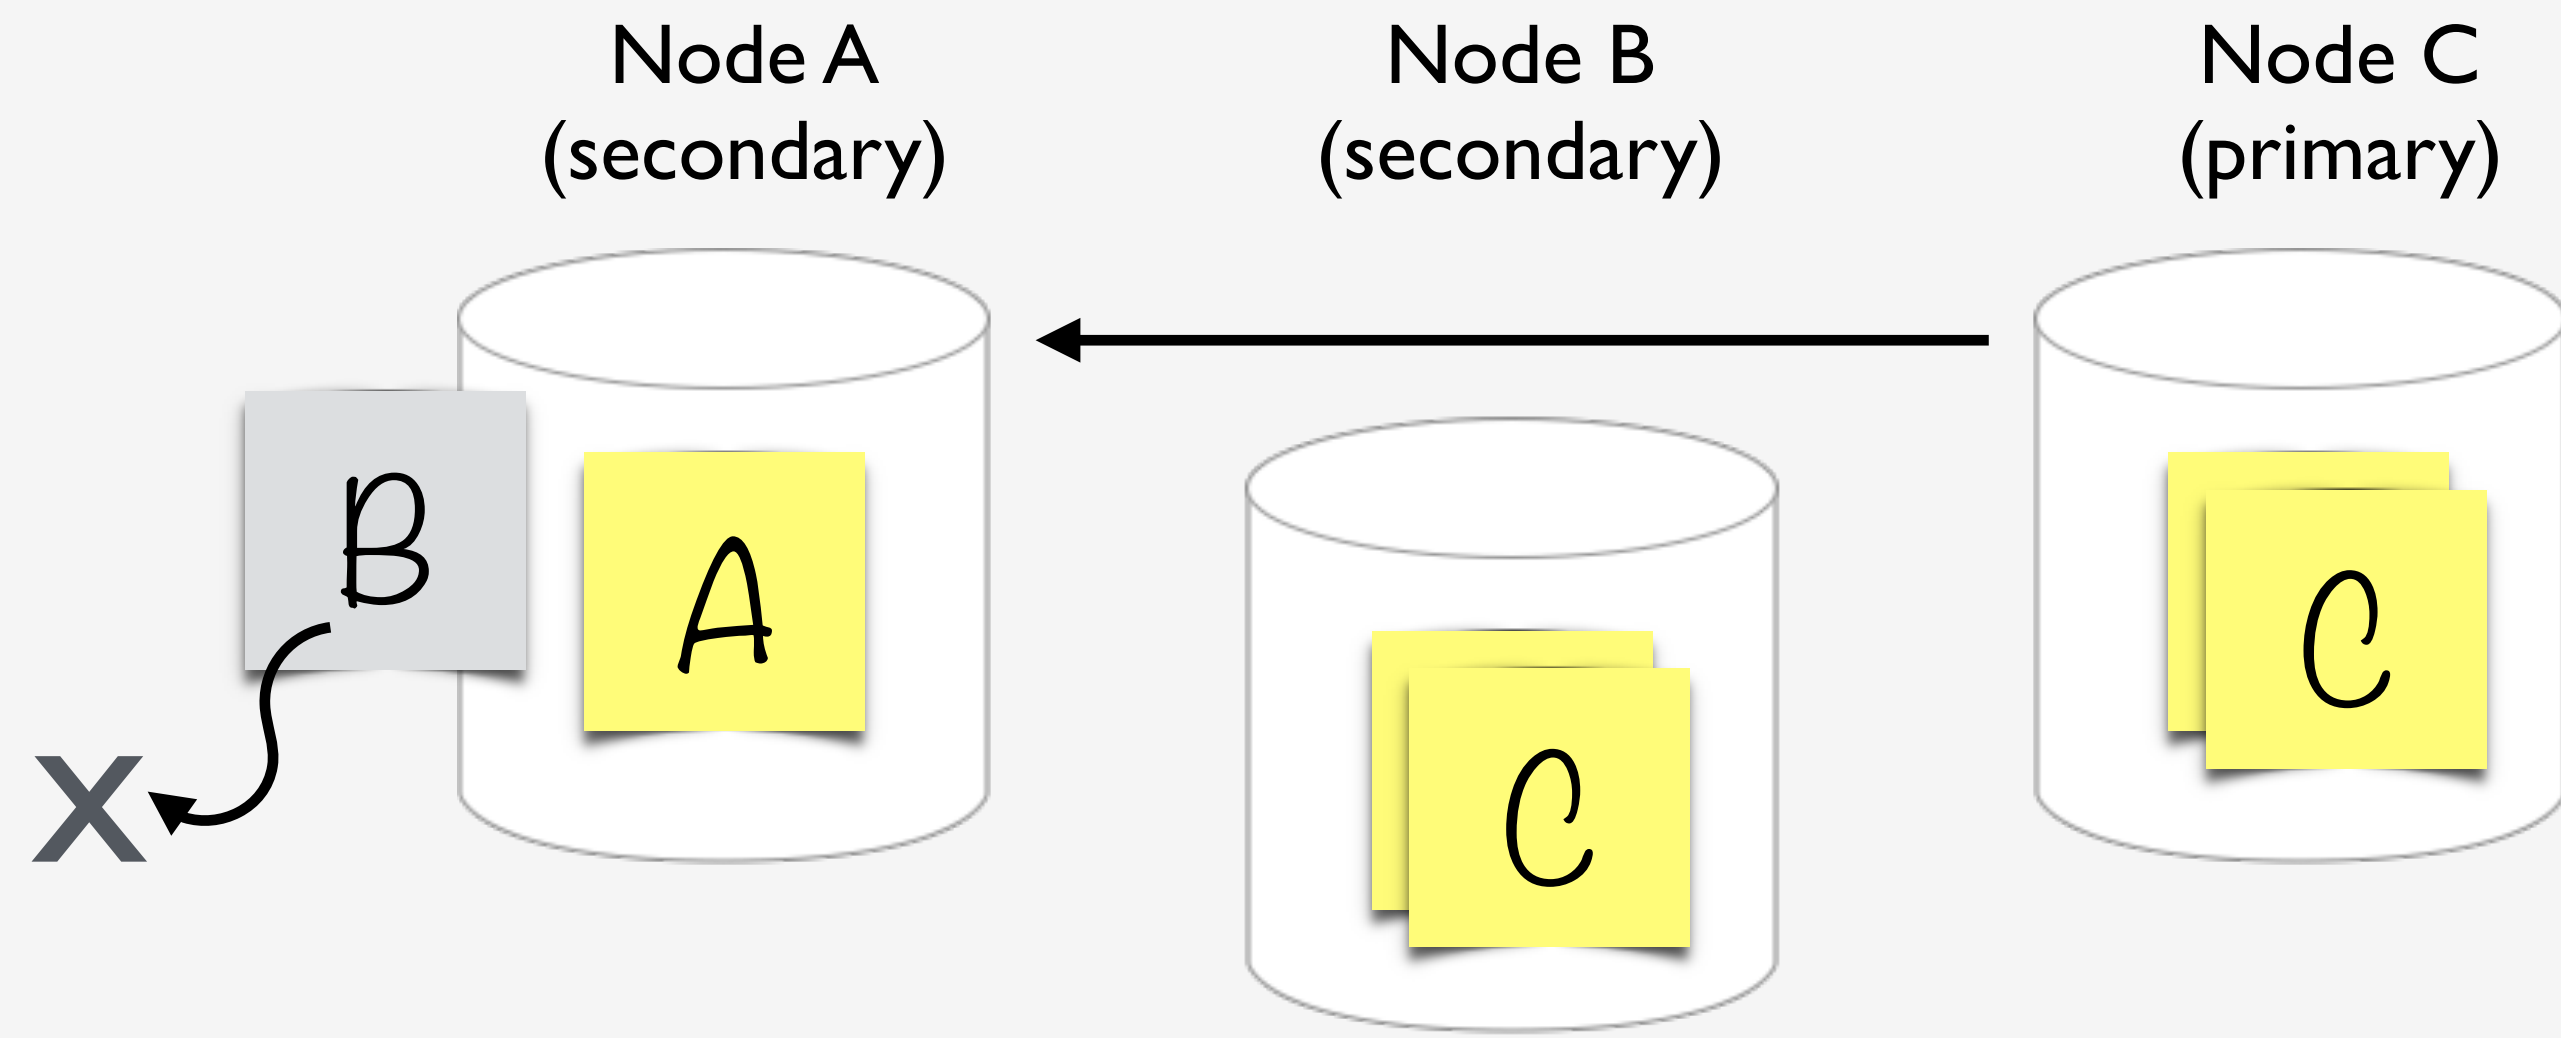 Node A
(secondary)
Node B
(secondary)
Node C
(primary)
B
A
C
C
X